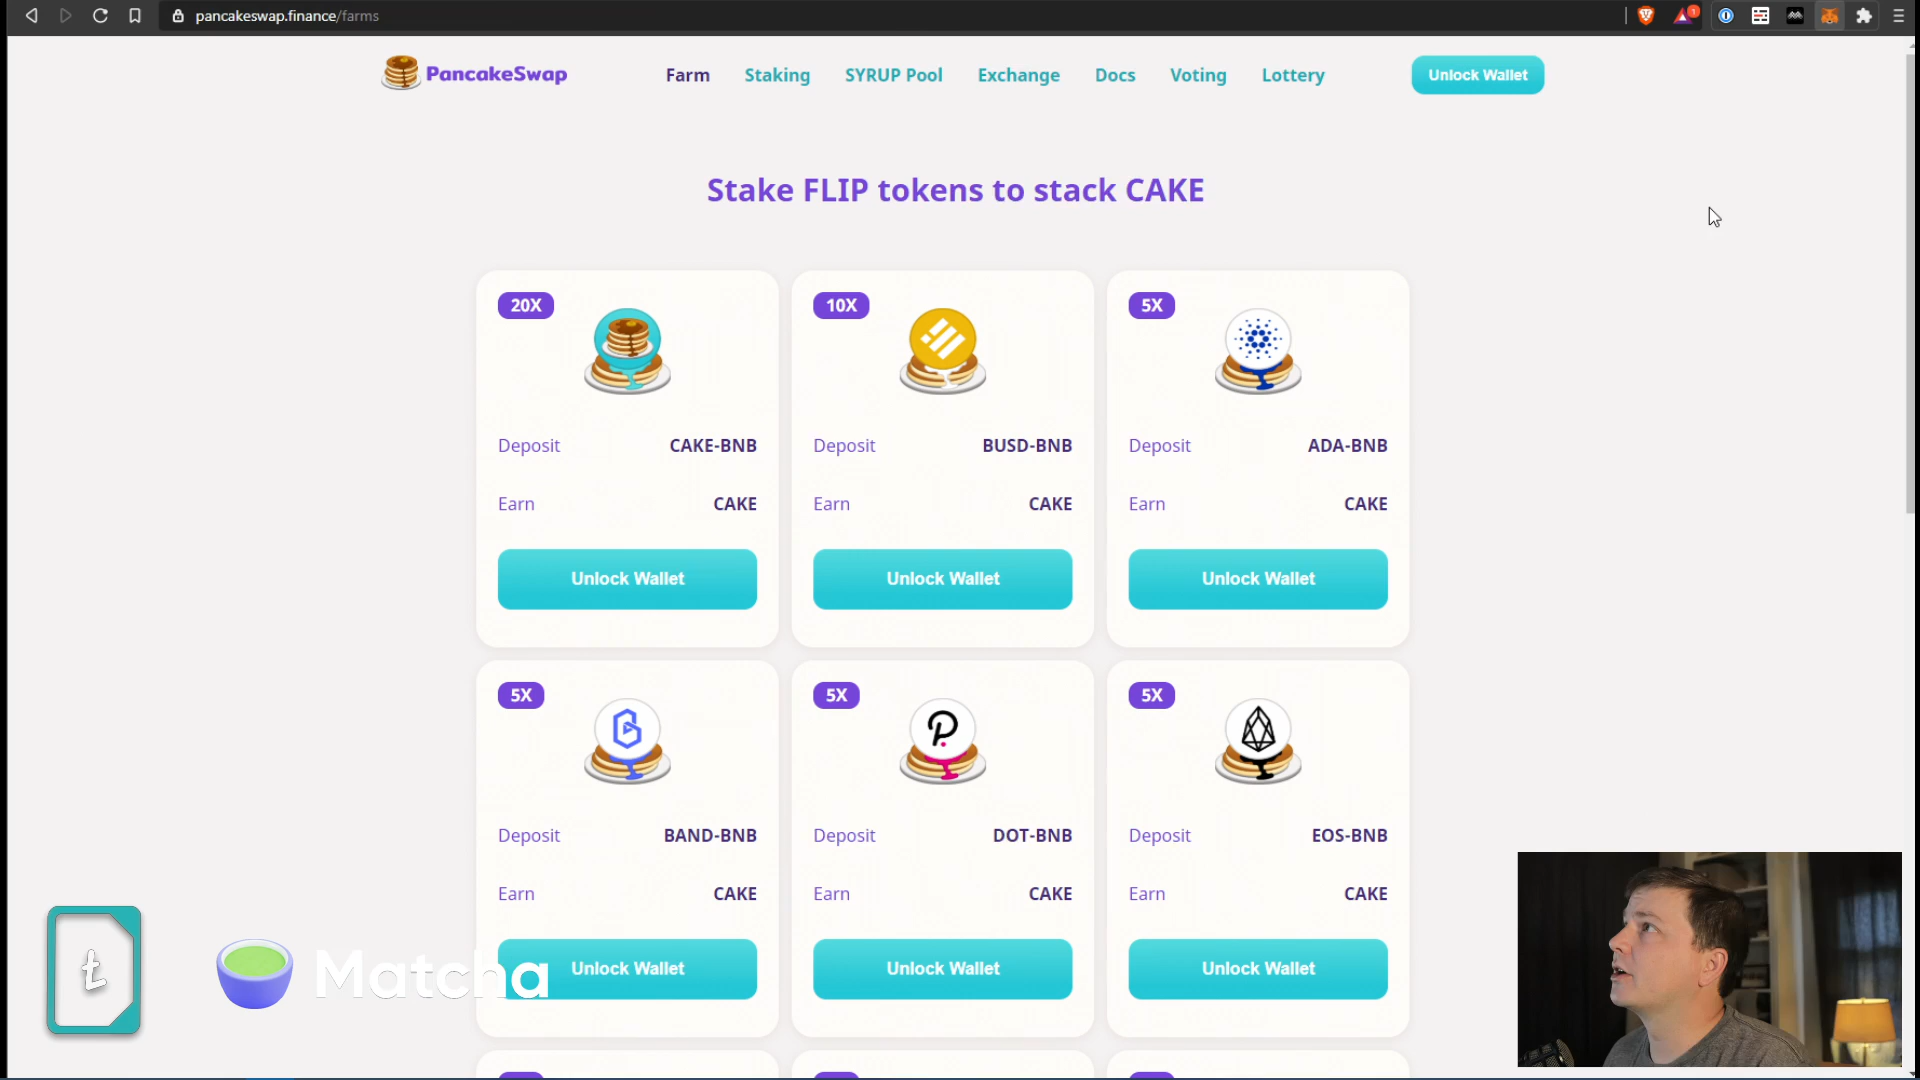 pancakeswap.finance/farms
1
PancakeSwap
Farm
Staking
SYRUP Pool
Exchange
Docs
Voting
Lottery
Unlock Wallet
Stake FLIP tokens to stack CAKE
20X
Deposit CAKE-BNB
Earn CAKE
Unlock Wallet
10X
Deposit BUSD-BNB
Earn CAKE
Unlock Wallet
5X
Deposit ADA-BNB
Earn CAKE
Unlock Wallet
5X
Deposit BAND-BNB
Earn CAKE
Unlock Wallet
5X
Deposit DOT-BNB
Earn CAKE
Unlock Wallet
5X
Deposit EOS-BNB
Earn CAKE
Unlock Wallet
Matcha